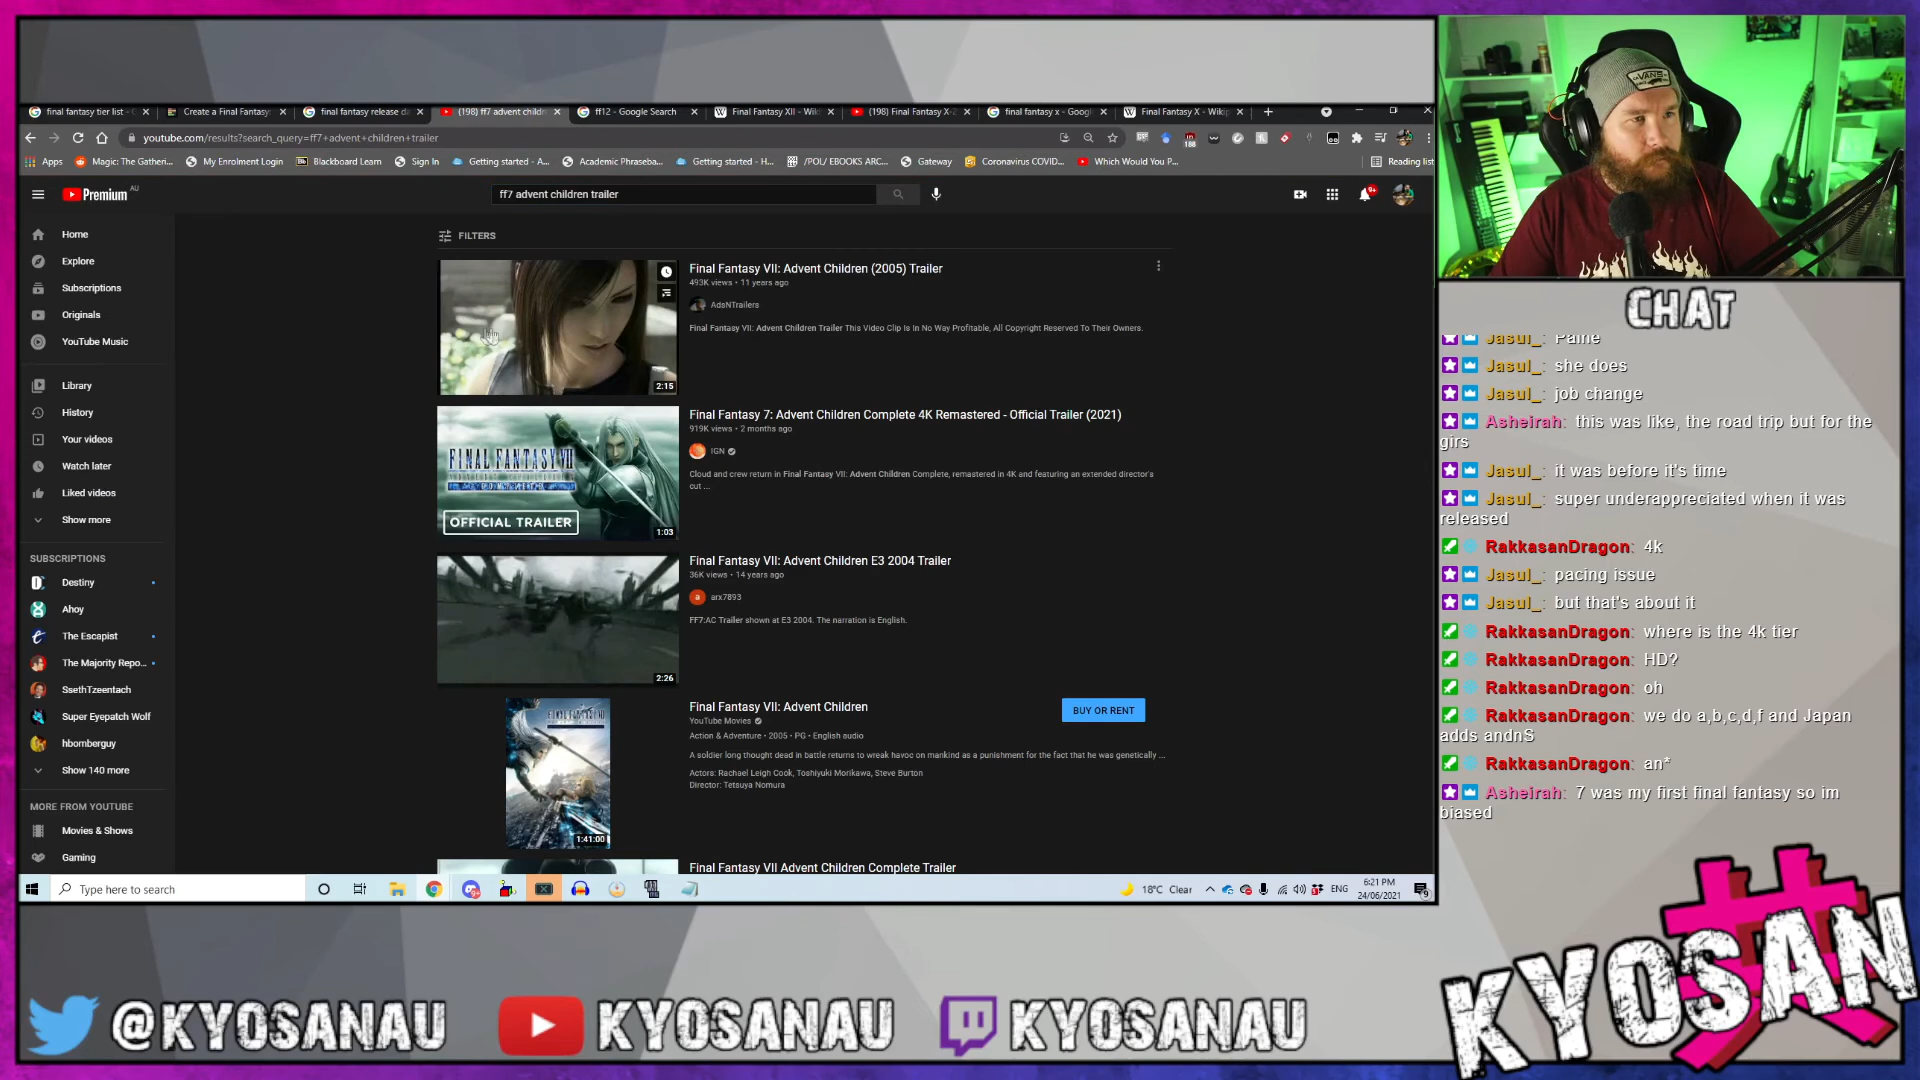 final fantasy tier list -
Create a Final Fantasy
final fantasy release da
(198) ff7 advent childr
ff12 - Google Search
Final Fantasy XII - Wiki
(198) Final Fantasy X-2
final fantasy x - Googl
Final Fantasy X - Wikip
youtube.com/results?search_query=ff7+advent+children+trailer
Apps
Magic: The Gatheri...
My Enrolment Login
Blackboard Learn
Sign In
Getting started - A...
Academic Phraseba...
Getting started - H...
/POL/ EBOOKS ARC...
Gateway
Coronavirus COVID...
Which Would You P...
Reading list
Premium AU
ff7 advent children trailer
9+
Home
Explore
Subscriptions
Originals
YouTube Music
Library
History
Your videos
Watch later
Liked videos
Show more
SUBSCRIPTIONS
Destiny
Ahoy
The Escapist
The Majority Repo...
SsethTzeentach
Super Eyepatch Wolf
hbomberguy
Show 140 more
MORE FROM YOUTUBE
Movies & Shows
Gaming
FILTERS
2:15
Final Fantasy VII: Advent Children (2005) Trailer
493K views • 11 years ago
AdsNTrailers
Final Fantasy VII: Advent Children Trailer This Video Clip Is In No Way Profitable, All Copyright Reserved To Their Owners.
FINAL FANTASY VII
OFFICIAL TRAILER
1:03
Final Fantasy 7: Advent Children Complete 4K Remastered - Official Trailer (2021)
919K views • 2 months ago
IGN
Cloud and crew return in Final Fantasy VII: Advent Children Complete, remastered in 4K and featuring an extended director's
cut ...
2:26
Final Fantasy VII: Advent Children E3 2004 Trailer
36K views • 14 years ago
arx7893
FF7:AC Trailer shown at E3 2004. The narration is English.
FINAL FANTASY VII
1:41:00
Final Fantasy VII: Advent Children
YouTube Movies
Action & Adventure • 2005 • PG • English audio
A soldier long thought dead in battle returns to wreak havoc on mankind as a punishment for the fact that he was genetically ...
Actors: Rachael Leigh Cook, Toshiyuki Morikawa, Steve Burton
Director: Tetsuya Nomura
BUY OR RENT
Final Fantasy VII Advent Children Complete Trailer
Type here to search
18°C Clear
ENG
6:21 PM
24/06/2021
VANS
CHAT
Jasul_: Paine
Jasul_: she does
Jasul_: job change
Asheirah: this was like, the road trip but for the
girs
Jasul_: it was before it's time
Jasul_: super underappreciated when it was
released
RakkasanDragon: 4k
Jasul_: pacing issue
Jasul_: but that's about it
RakkasanDragon: where is the 4k tier
RakkasanDragon: HD?
RakkasanDragon: oh
RakkasanDragon: we do a,b,c,d,f and Japan
adds andnS
RakkasanDragon: an*
Asheirah: 7 was my first final fantasy so im
biased
@KYOSANAU
KYOSANAU
KYOSANAU
KYOSAN
英